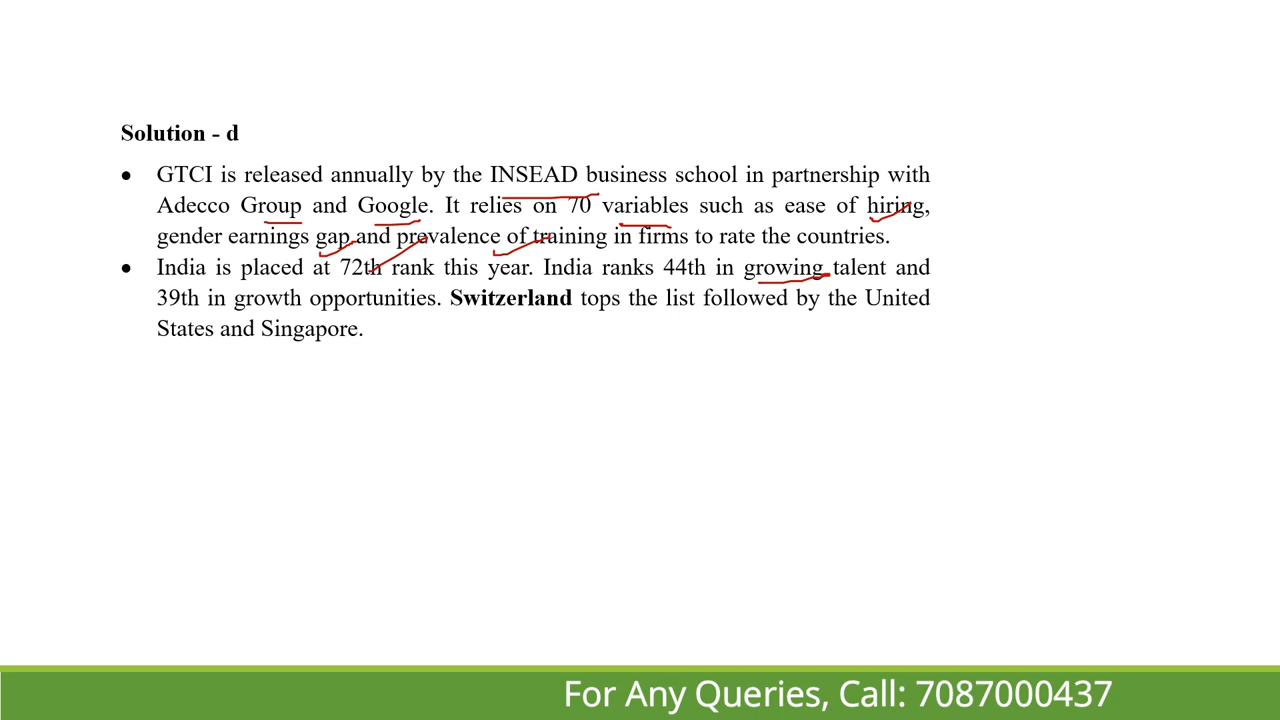 Solution - d
• GTCI is released annually by the INSEAD business school in partnership with
Adecco Group and Google. It relies on 70 variables such as ease of hiring,
gender earnings gap and prevalence of training in firms to rate the countries.
• India is placed at 72th rank this year. India ranks 44th in growing talent and
39th in growth opportunities. Switzerland tops the list followed by the United
States and Singapore.
For Any Queries, Call: 7087000437